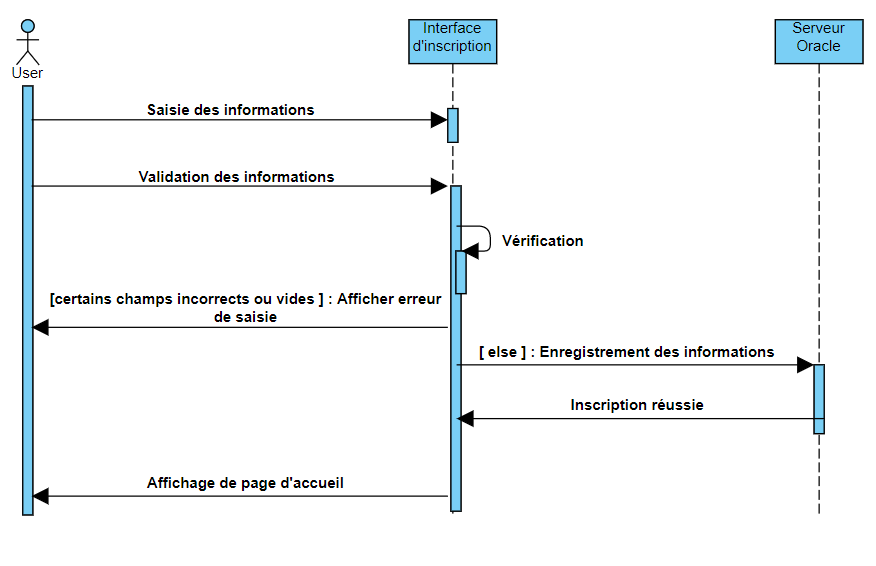 Interface
d'inscription
Serveur
Oracle
User
Saisie des informations
Validation des informations
Vérification
[certains champs incorrects ou vides ] : Afficher erreur
de saisie
[ else ] : Enregistrement des informations
Inscription réussie
Affichage de page d'accueil